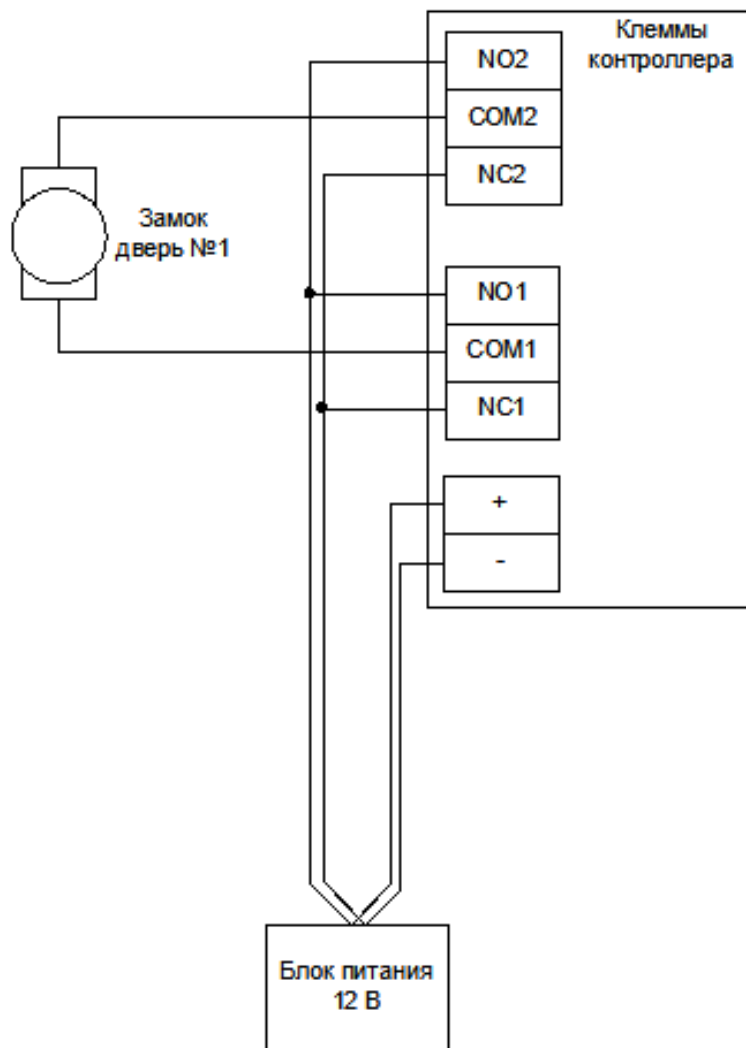 Клеммы
контроллера
NO2
COM2
NC2
Замок
дверь №1
NO1
COM1
NC1
+
-
Блок питания
12 В